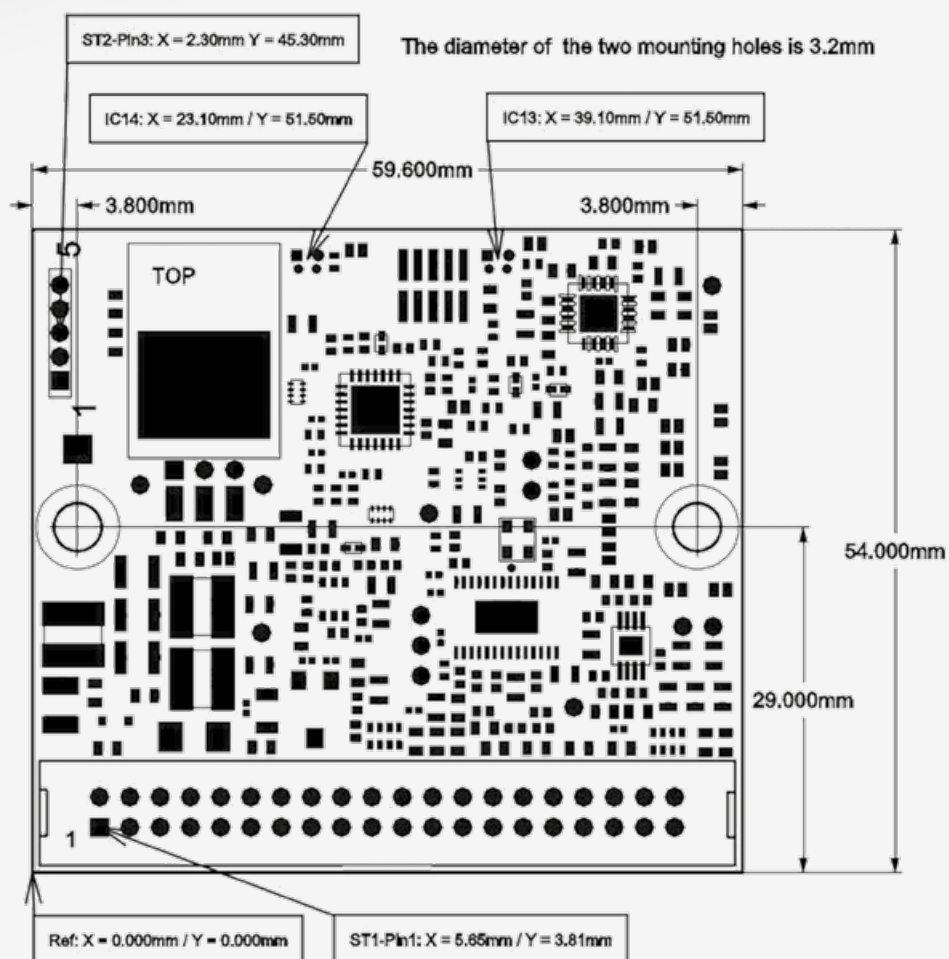 ST2-Pin3: X = 2.30mm Y = 45.30mm
The diameter of the two mounting holes is 3.2mm
IC14: X = 23.10mm / Y = 51.50mm
IC13: X = 39.10mm / Y = 51.50mm
59.600mm
3.800mm
3.800mm
5
TOP
1
54.000mm
29.000mm
1
Ref: X = 0.000mm / Y = 0.000mm
ST1-Pin1: X = 5.65mm / Y = 3.81mm